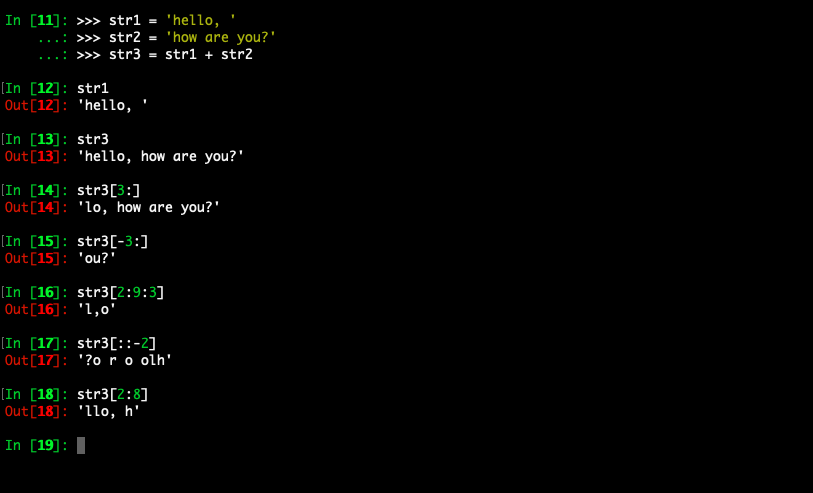 In [11]: >>> str1 = 'hello, '
...: >>> str2 = 'how are you?'
...: >>> str3 = str1 + str2
[In [12]: str1
Out[12]: 'hello, '
[In [13]: str3
Out[13]: 'hello, how are you?'
[In [14]: str3[3:]
Out[14]: 'lo, how are you?'
[In [15]: str3[-3:]
Out[15]: 'ou?'
[In [16]: str3[2:9:3]
Out[16]: 'l,o'
[In [17]: str3[::-2]
Out[17]: '?o r o olh'
[In [18]: str3[2:8]
Out[18]: 'llo, h'
In [19]: